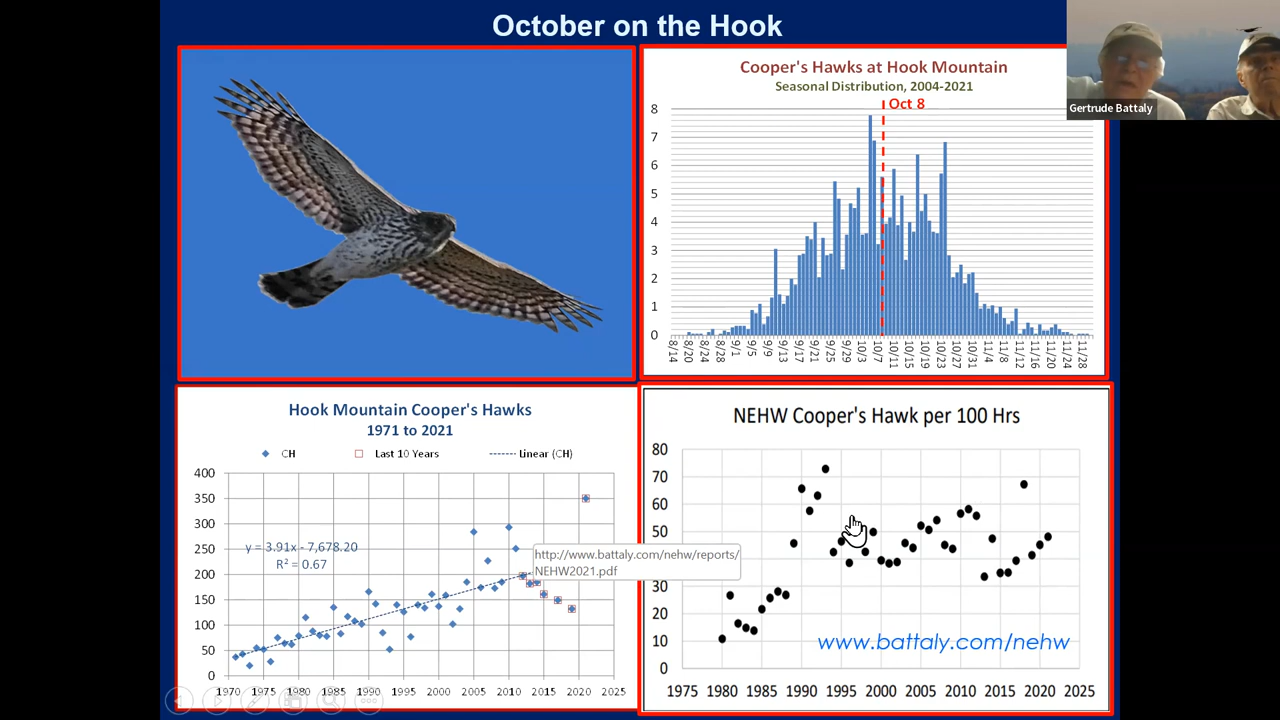 October on the Hook
Gertrude Battaly
Cooper's Hawks at Hook Mountain
Seasonal Distribution, 2004-2021
Oct 8
8
7
6
5
4
3
2
1
0
8/14 8/20 8/24 8/28 9/1 9/5 9/9 9/13 9/17 9/21 9/25 9/29 10/3 10/7 10/11 10/15 10/19 10/23 10/27 10/31 11/4 11/8 11/12 11/16 11/20 11/24 11/28
Hook Mountain Cooper's Hawks
1971 to 2021
CH Last 10 Years Linear (CH)
400
350
300
250
200
150
100
50
0
y = 3.91x - 7,678.20
R² = 0.67
1970 1975 1980 1985 1990 1995 2000 2005 2010 2015 2020 2025
http://www.battaly.com/nehw/reports/
NEHW2021.pdf
NEHW Cooper's Hawk per 100 Hrs
80
70
60
50
40
30
20
10
0
www.battaly.com/nehw
1975 1980 1985 1990 1995 2000 2005 2010 2015 2020 2025